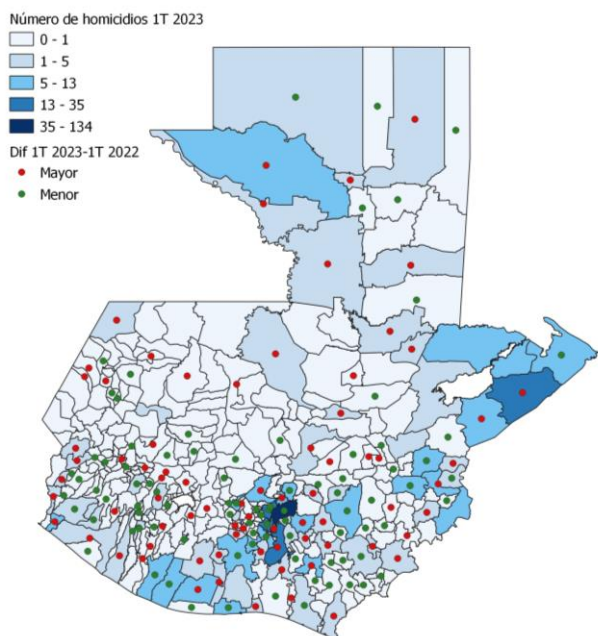 Número de homicidios 1T 2023
0 - 1
1 - 5
5 - 13
13 - 35
35 - 134
Dif 1T 2023-1T 2022
Mayor
Menor